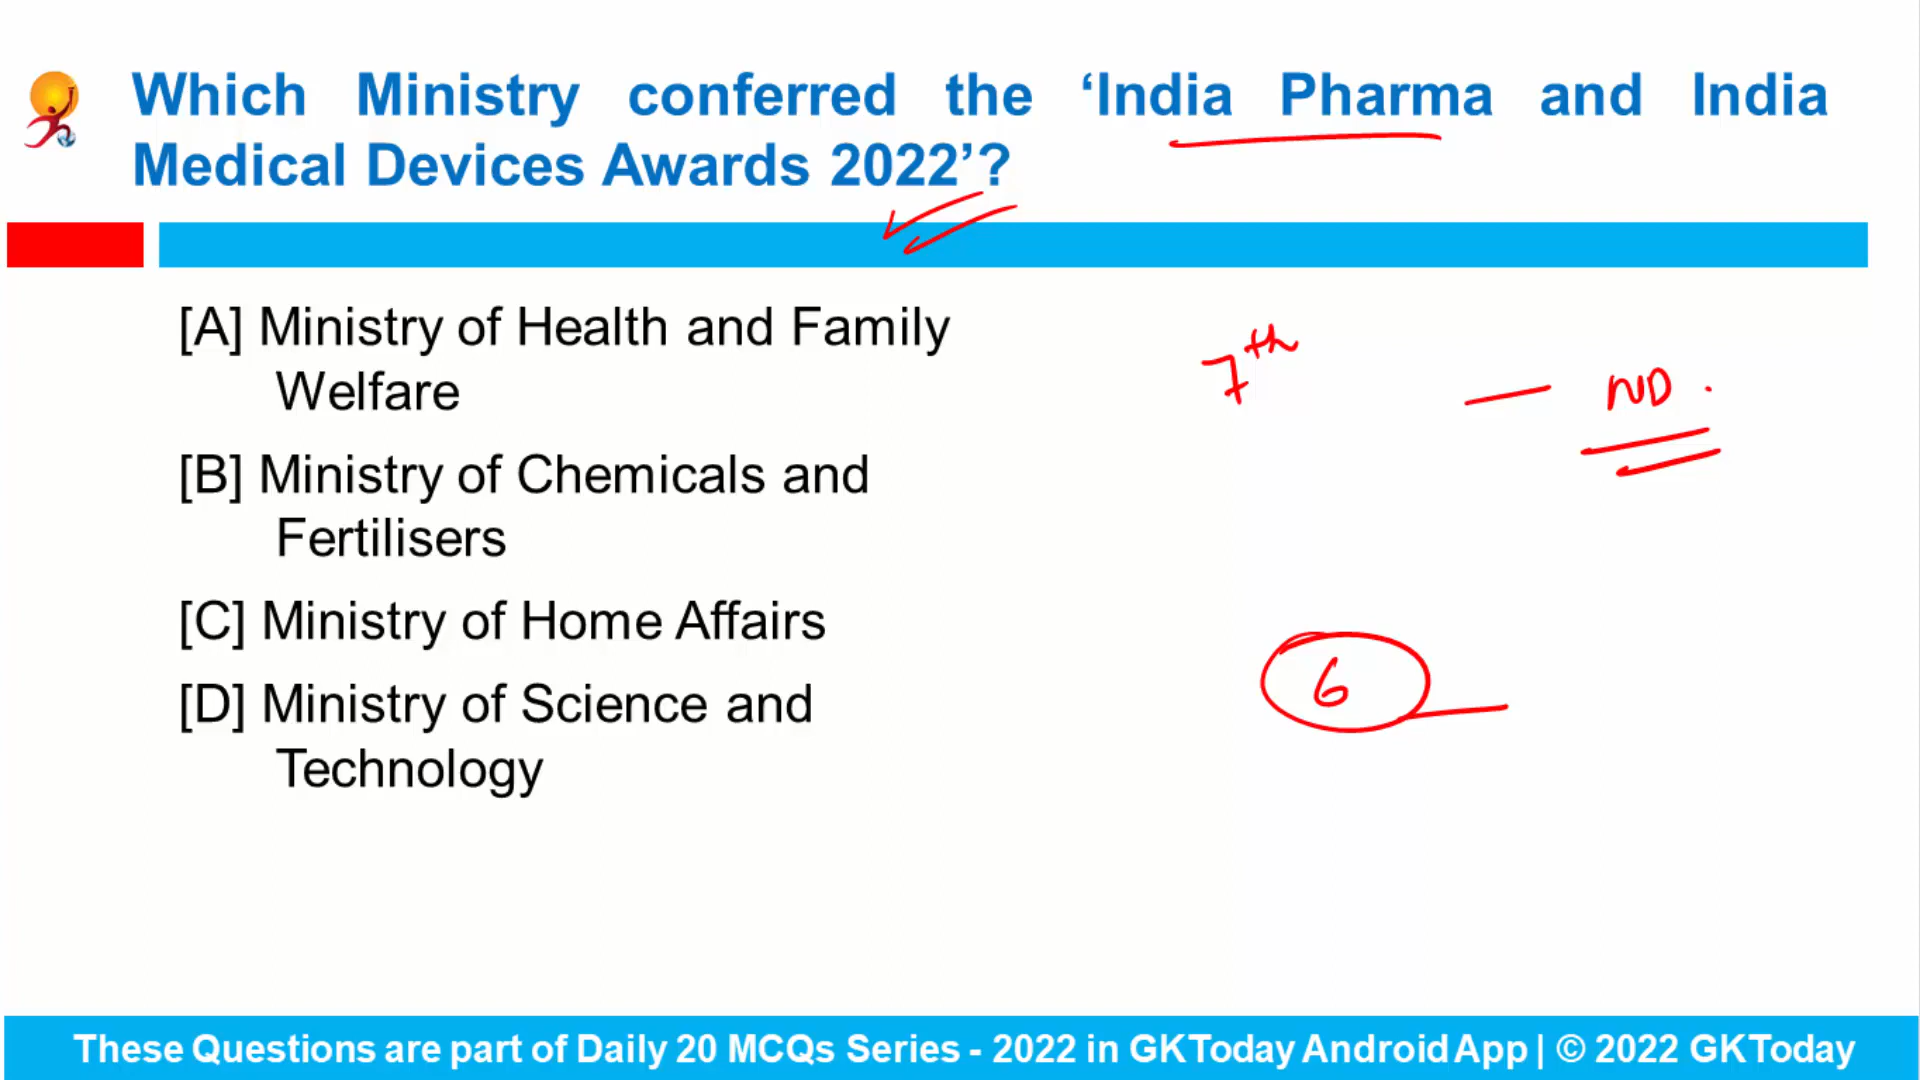 Which Ministry conferred the ‘India Pharma and India
Medical Devices Awards 2022’?
[A] Ministry of Health and Family
Welfare
7th
ND.
[B] Ministry of Chemicals and
Fertilisers
[C] Ministry of Home Affairs
6
[D] Ministry of Science and
Technology
These Questions are part of Daily 20 MCQs Series - 2022 in GKToday Android App | © 2022 GKToday